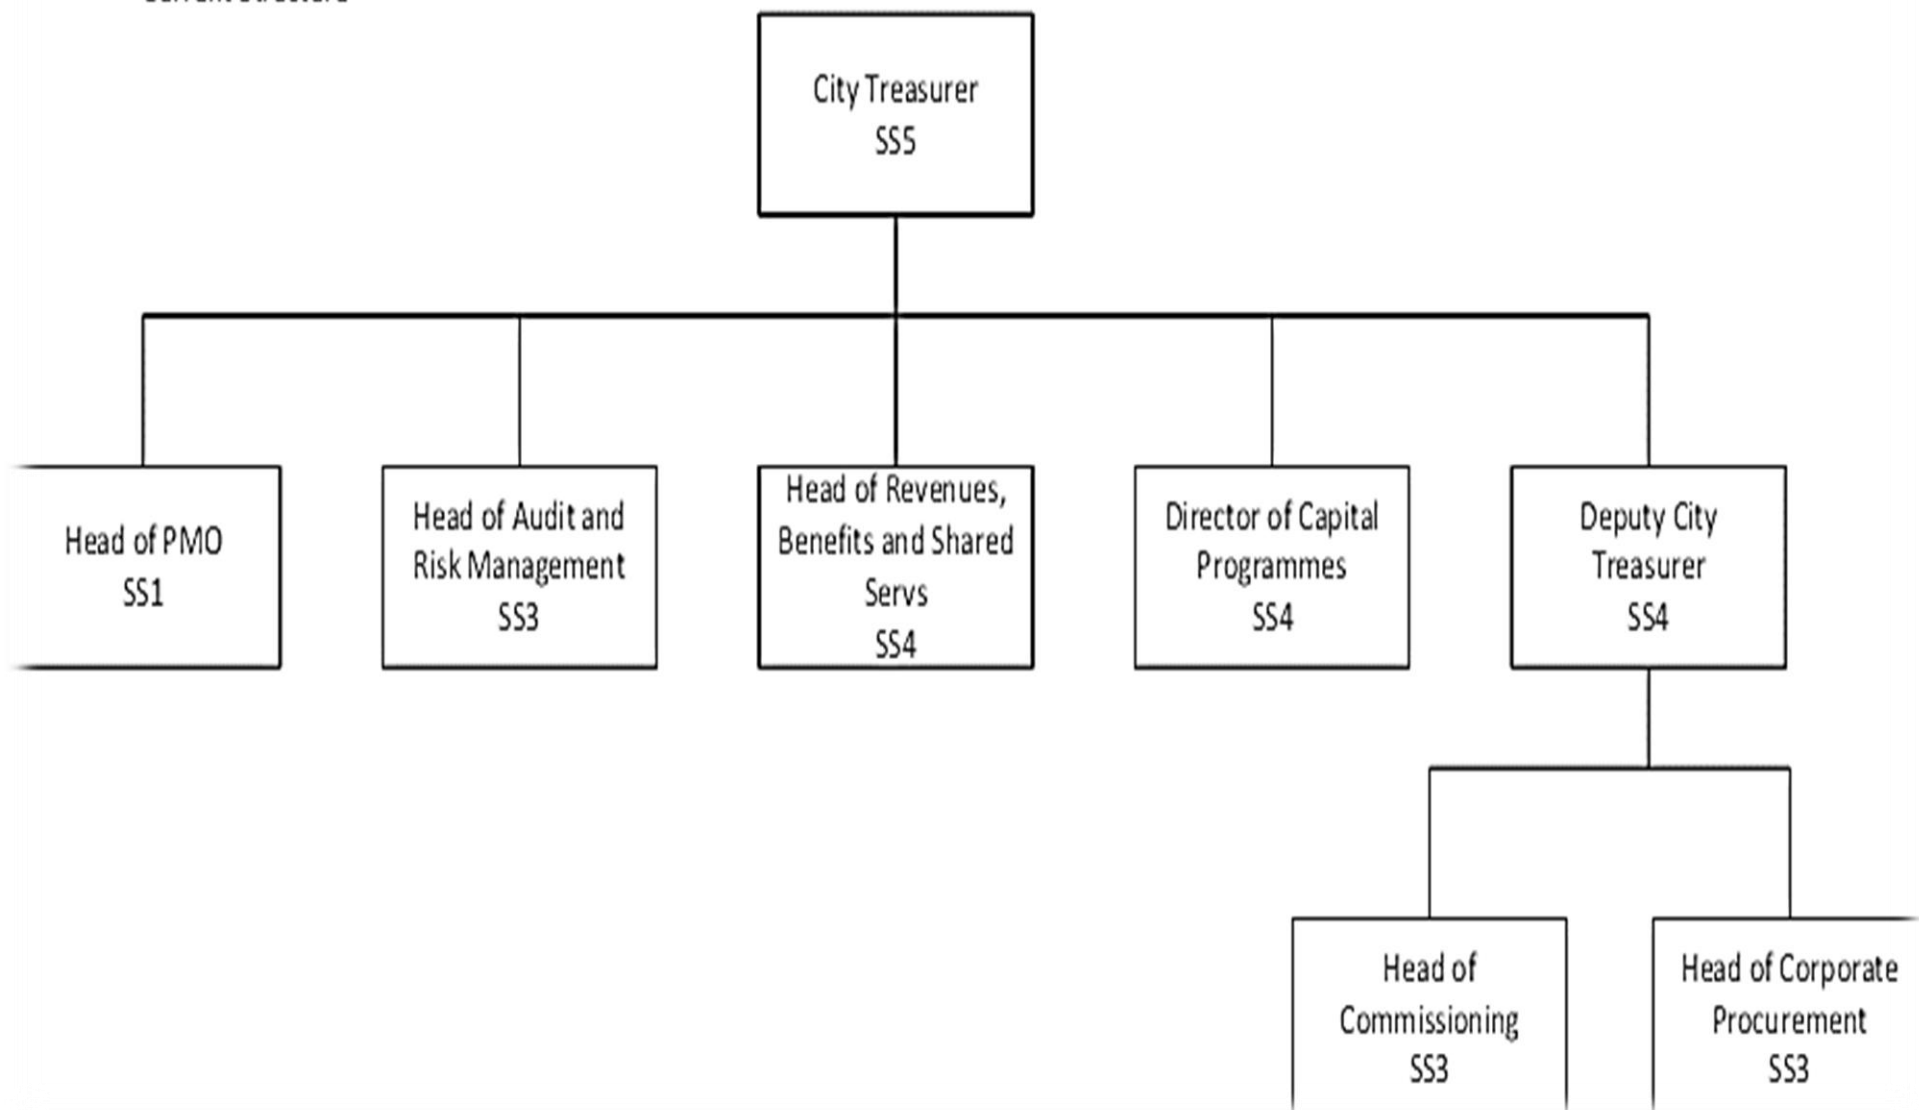 City Treasurer
SS5
Head of PMO
SS1
Head of Audit and
Risk Management
SS3
Head of Revenues,
Benefits and Shared
Servs
SS4
Director of Capital
Programmes
SS4
Deputy City
Treasurer
SS4
Head of
Commissioning
SS3
Head of Corporate
Procurement
SS3